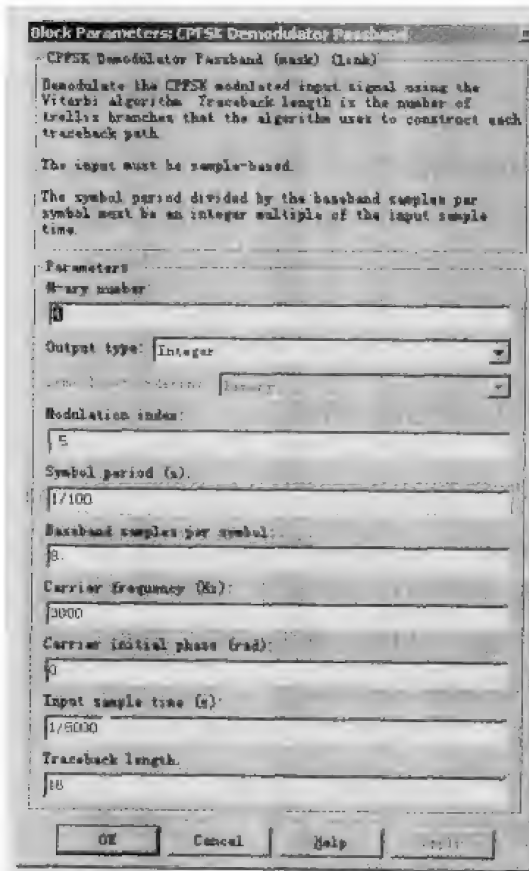 Block Parameters: CPFSK Demodulator Passband
CPFSK Demodulator Passband (mask) (link)
Demodulate the CPFSK modulated input signal using the
Viterbi algorithm. Traceback length is the number of
trellis branches that the algorithm uses to construct each
traceback path.
The input must be sample-based.
The symbol period divided by the baseband samples per
symbol must be an integer multiple of the input sample
time.
Parameters
M-ary number:
Output type: Integer
Binary
Modulation index:
.5
Symbol period (s):
1/100
Baseband samples per symbol:
8
Carrier frequency (Hz):
3000
Carrier initial phase (rad):
0
Input sample time (s):
1/8000
Traceback length:
16
OK Cancel Help Apply